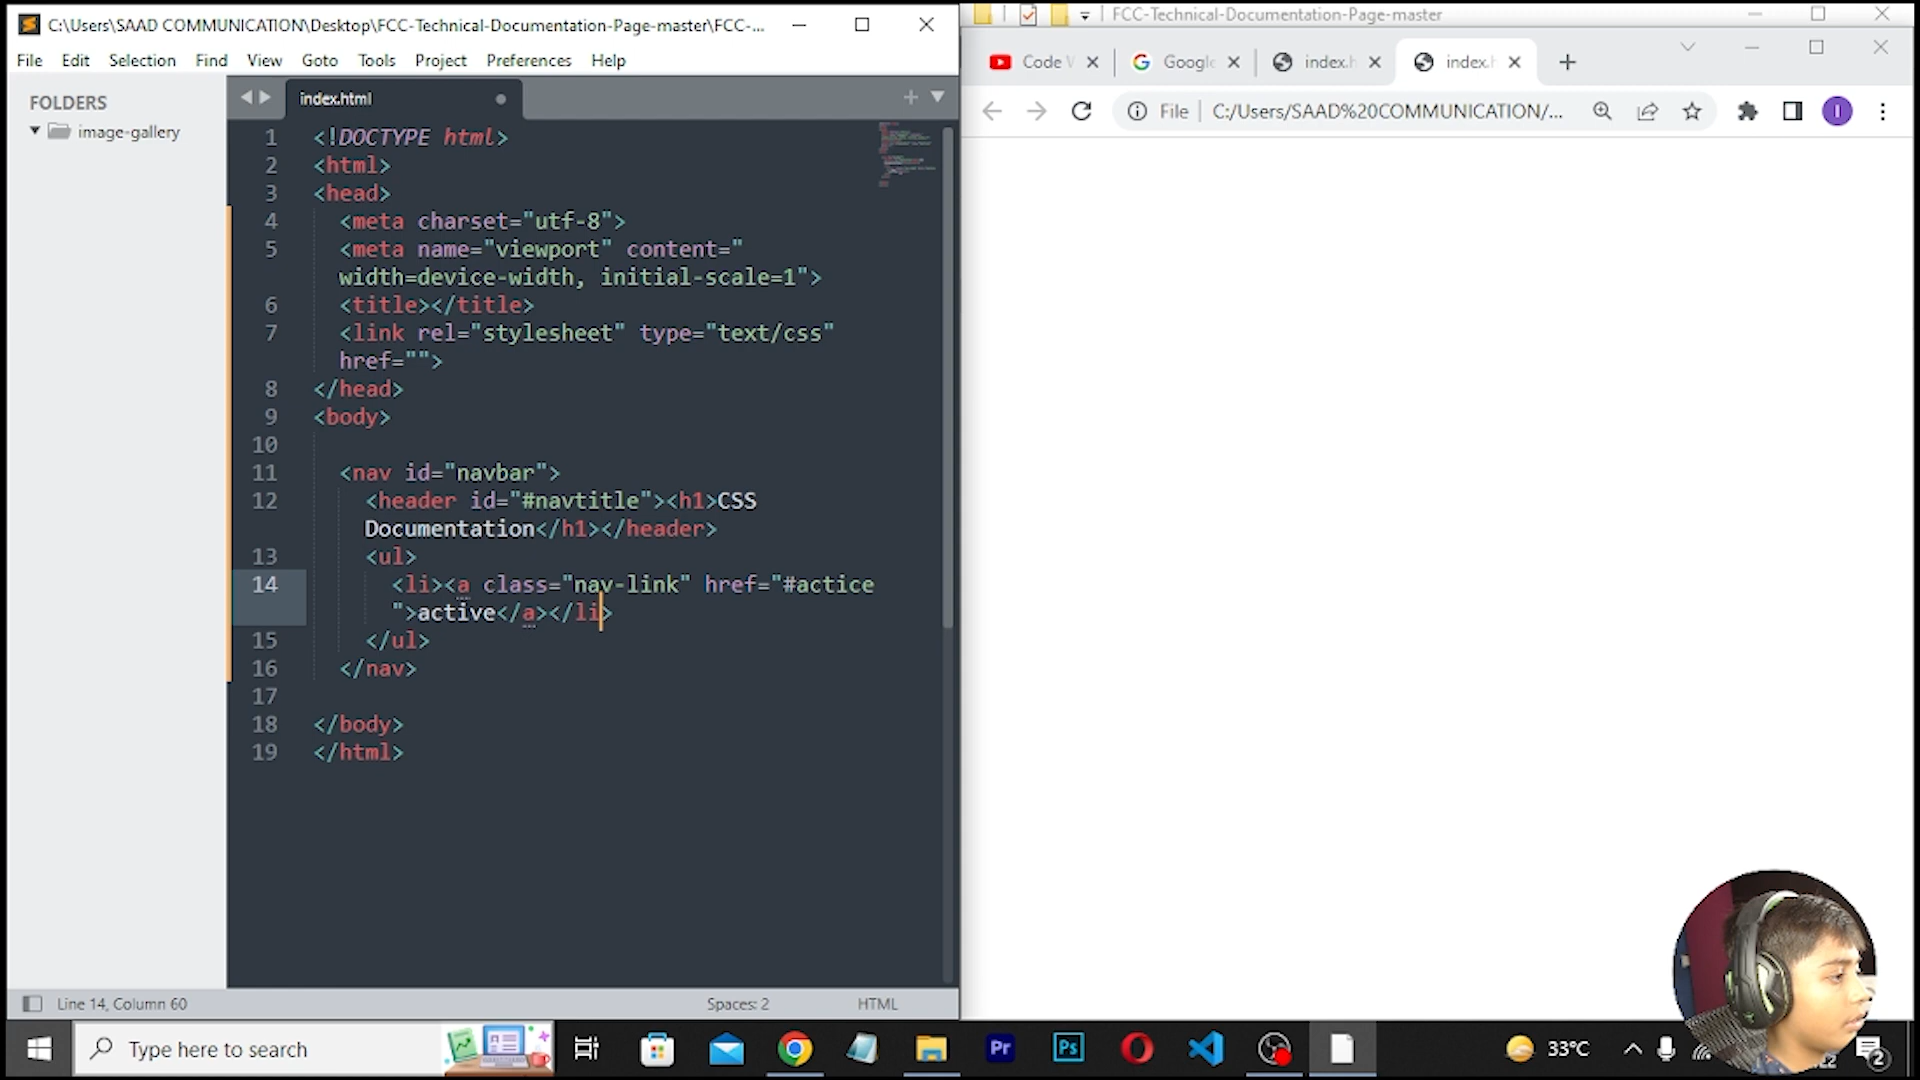 C:\Users\SAAD COMMUNICATION\Desktop\FCC-Technical-Documentation-Page-master\FCC-...
FCC-Technical-Documentation-Page-master
File Edit Selection Find View Goto Tools Project Preferences Help
Code
Google
index.h
index.h
FOLDERS
image-gallery
index.html
File
C:/Users/SAAD%20COMMUNICATION/...
1 <!DOCTYPE html>
2 <html>
3 <head>
4 <meta charset="utf-8">
5 <meta name="viewport" content="
width=device-width, initial-scale=1">
6 <title></title>
7 <link rel="stylesheet" type="text/css"
href="">
8 </head>
9 <body>
10
11 <nav id="navbar">
12 <header id="#navtitle"><h1>CSS
Documentation</h1></header>
13 <ul>
14 <li><a class="nav-link" href="#actice
">active</a></li>
15 </ul>
16 </nav>
17
18 </body>
19 </html>
Line 14, Column 60
Spaces: 2
HTML
Type here to search
Pr
Ps
33°C
2